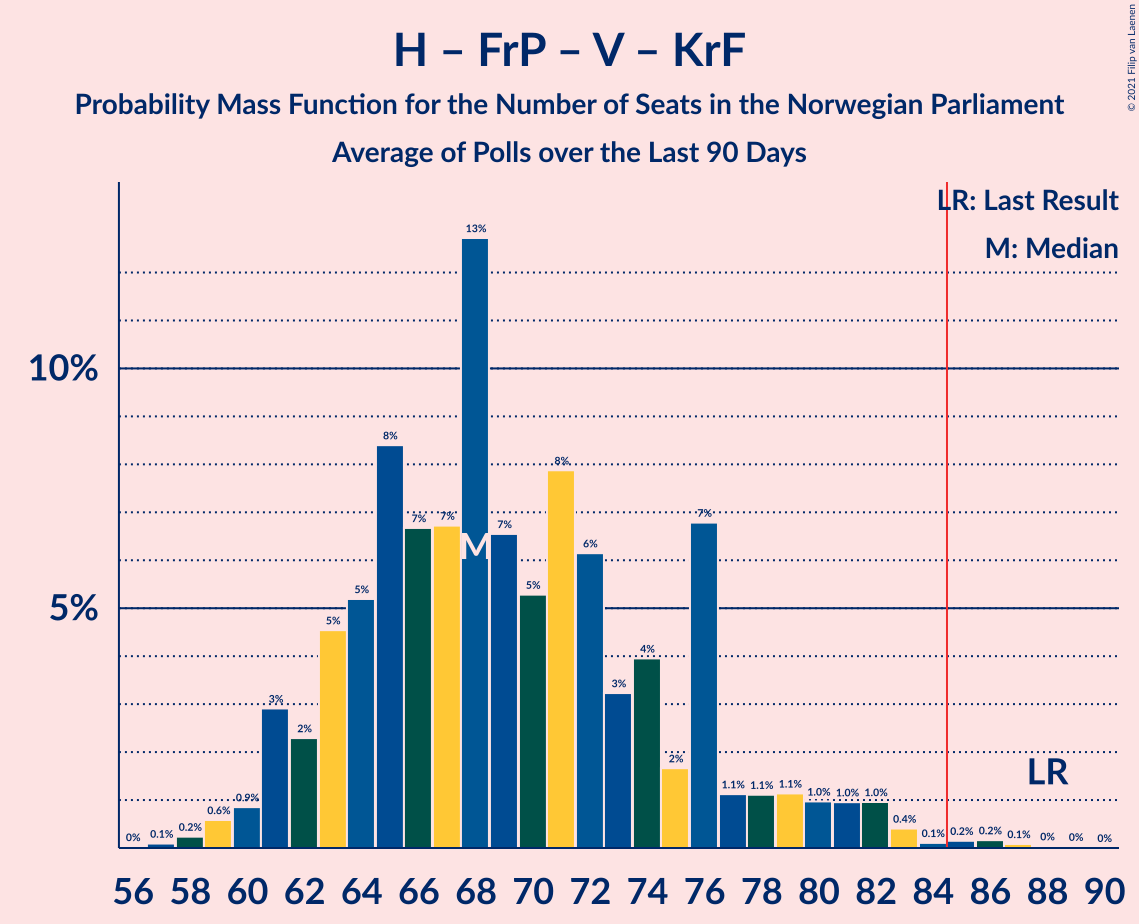 H – FrP – V – KrF
Probability Mass Function for the Number of Seats in the Norwegian Parliament
Average of Polls over the Last 90 Days
© 2021 Filip van Laenen
LR: Last Result
M: Median
10%
5%
0% 0.1% 0.2% 0.6% 0.9% 3% 2% 5% 5% 8% 7% 7% 13% 7% 5% 8% 6% 3% 4% 2% 7% 1.1% 1.1% 1.1% 1.0% 1.0% 1.0% 0.4% 0.1% 0.2% 0.2% 0.1% 0% 0% 0%
M
LR
56 58 60 62 64 66 68 70 72 74 76 78 80 82 84 86 88 90